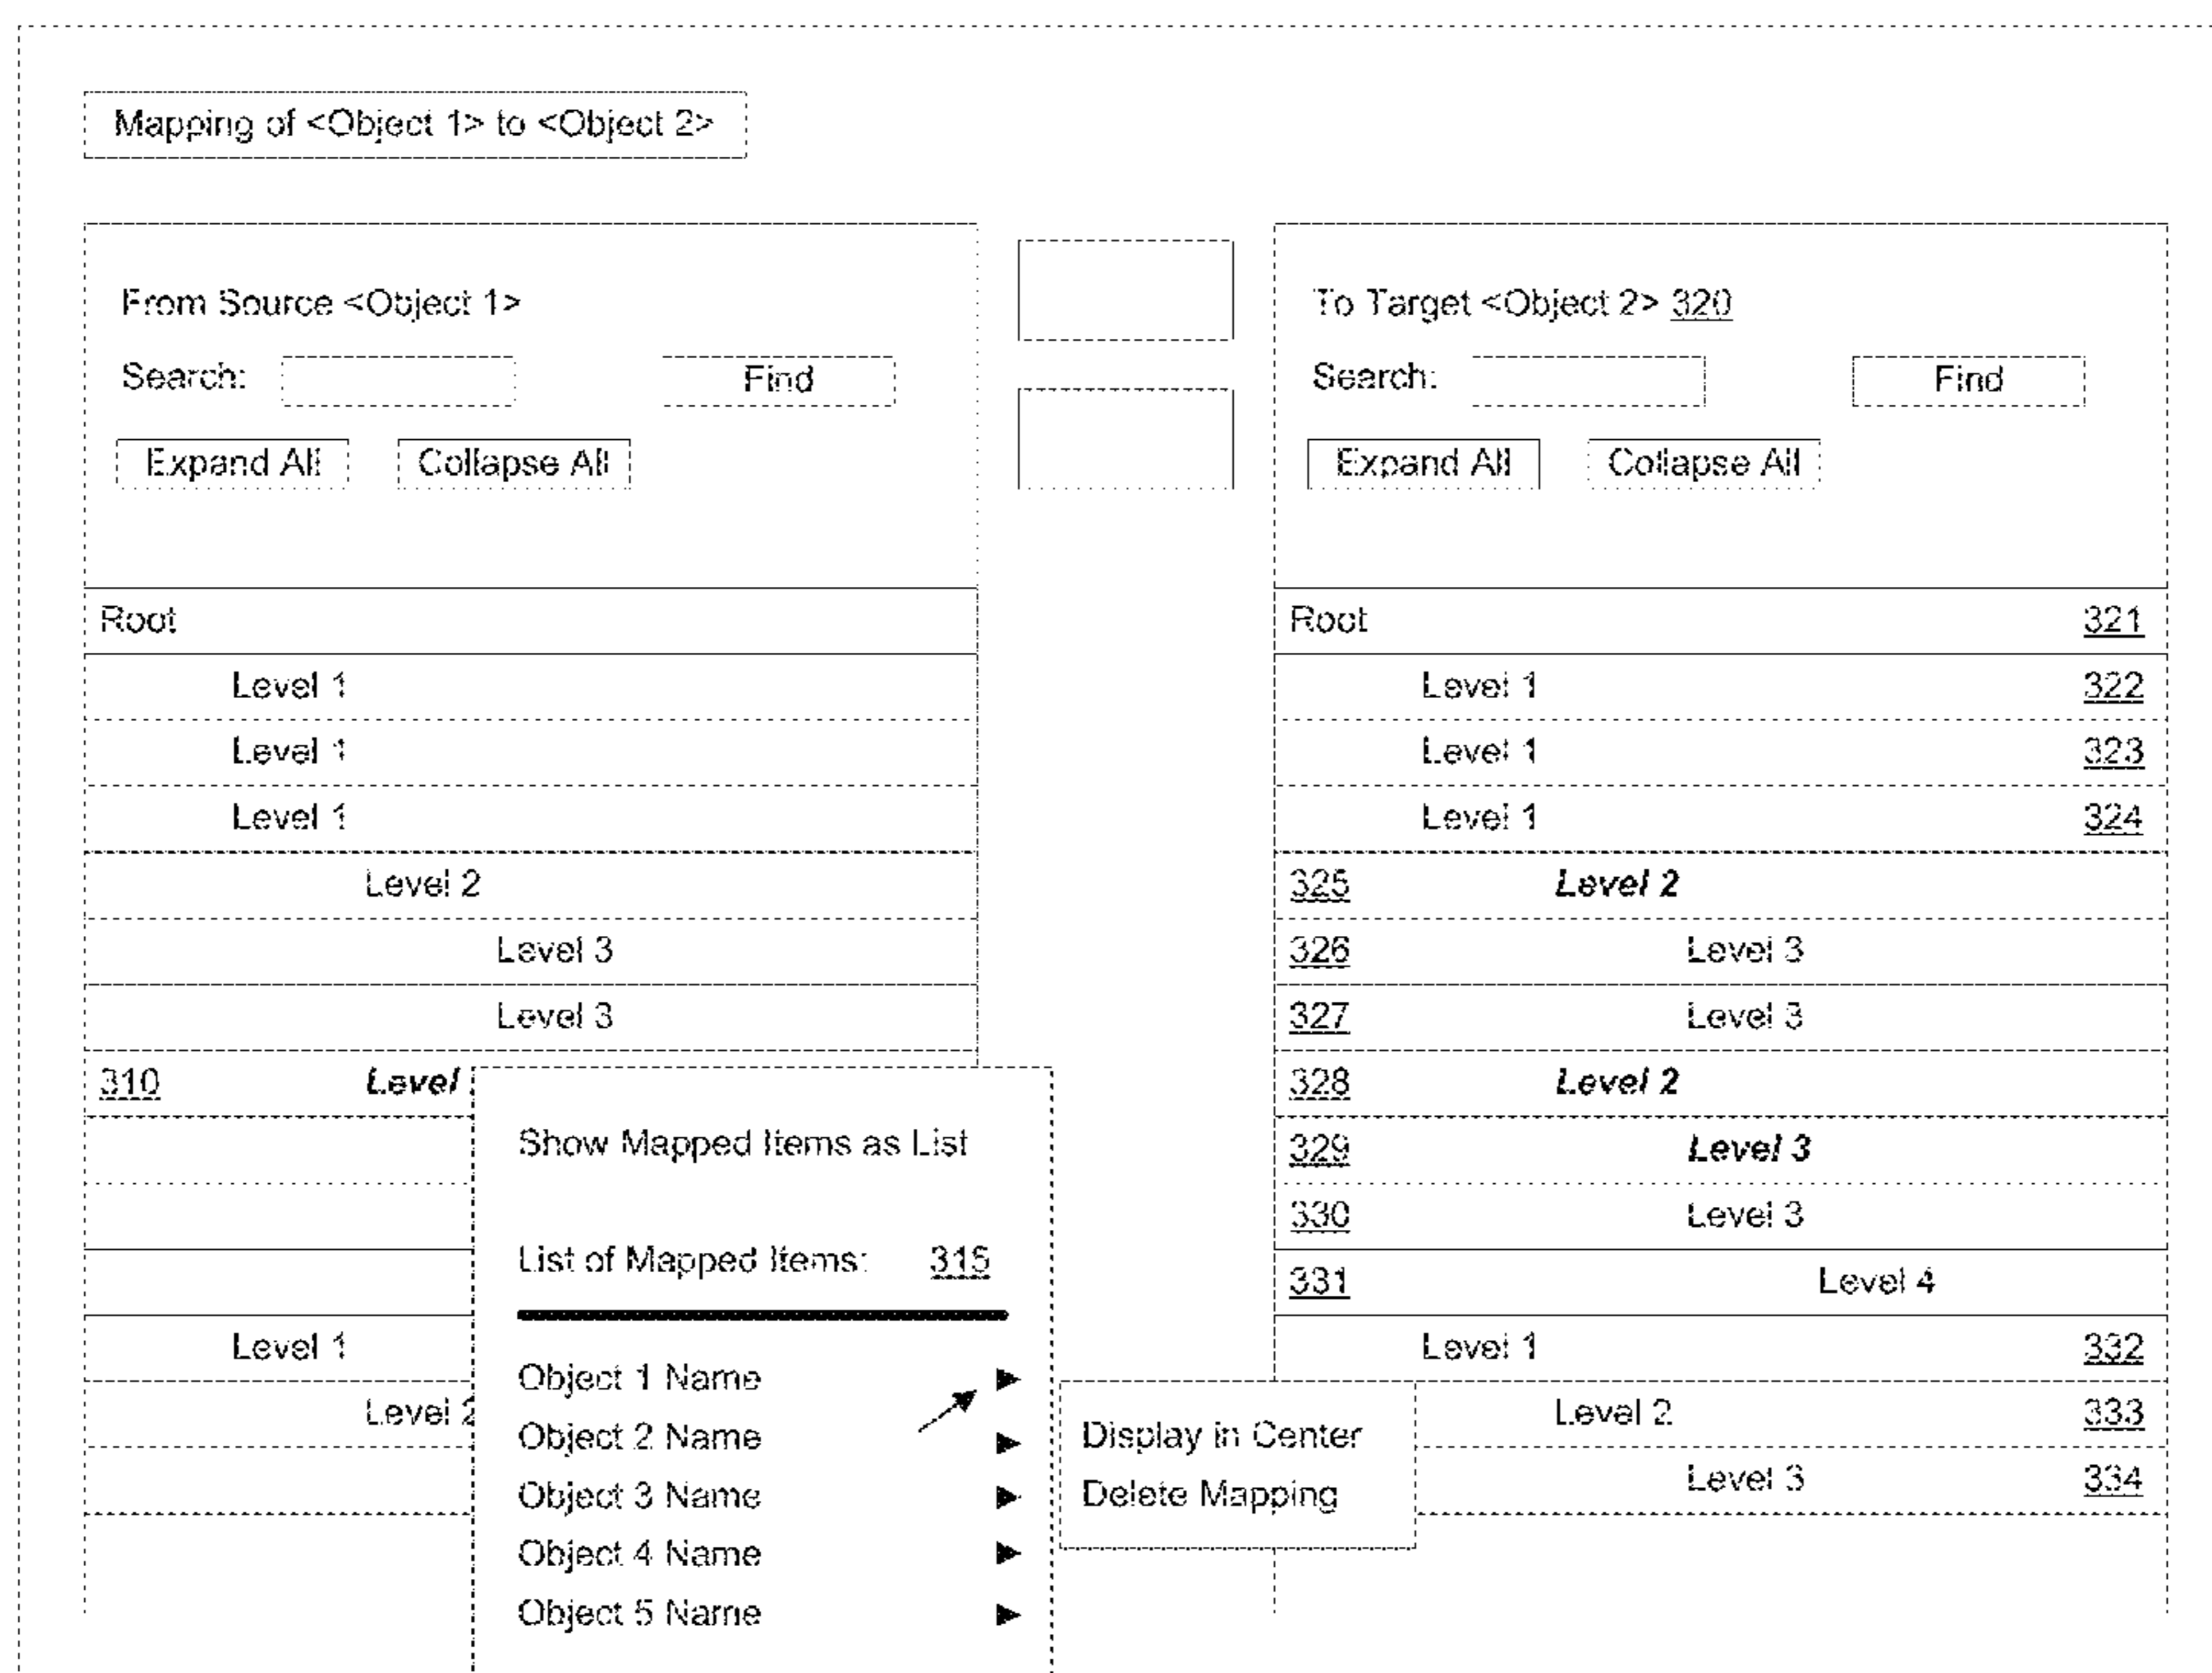 Mapping of <Object 1> to <Object 2>
From Source <Object 1>
Search:
Find
Expand All
Collapse All
Root
Level 1
Level 1
Level 1
Level 2
Level 3
Level 3
310 Level
Level 1
Level 2
Show Mapped Items as List
List of Mapped Items: 315
Object 1 Name
Object 2 Name
Object 3 Name
Object 4 Name
Object 5 Name
Display in Center
Delete Mapping
To Target <Object 2> 320
Search:
Find
Expand All
Collapse All
Root 321
Level 1 322
Level 1 323
Level 1 324
325 Level 2
326 Level 3
327 Level 3
328 Level 2
329 Level 3
330 Level 3
331 Level 4
Level 1 332
Level 2 333
Level 3 334